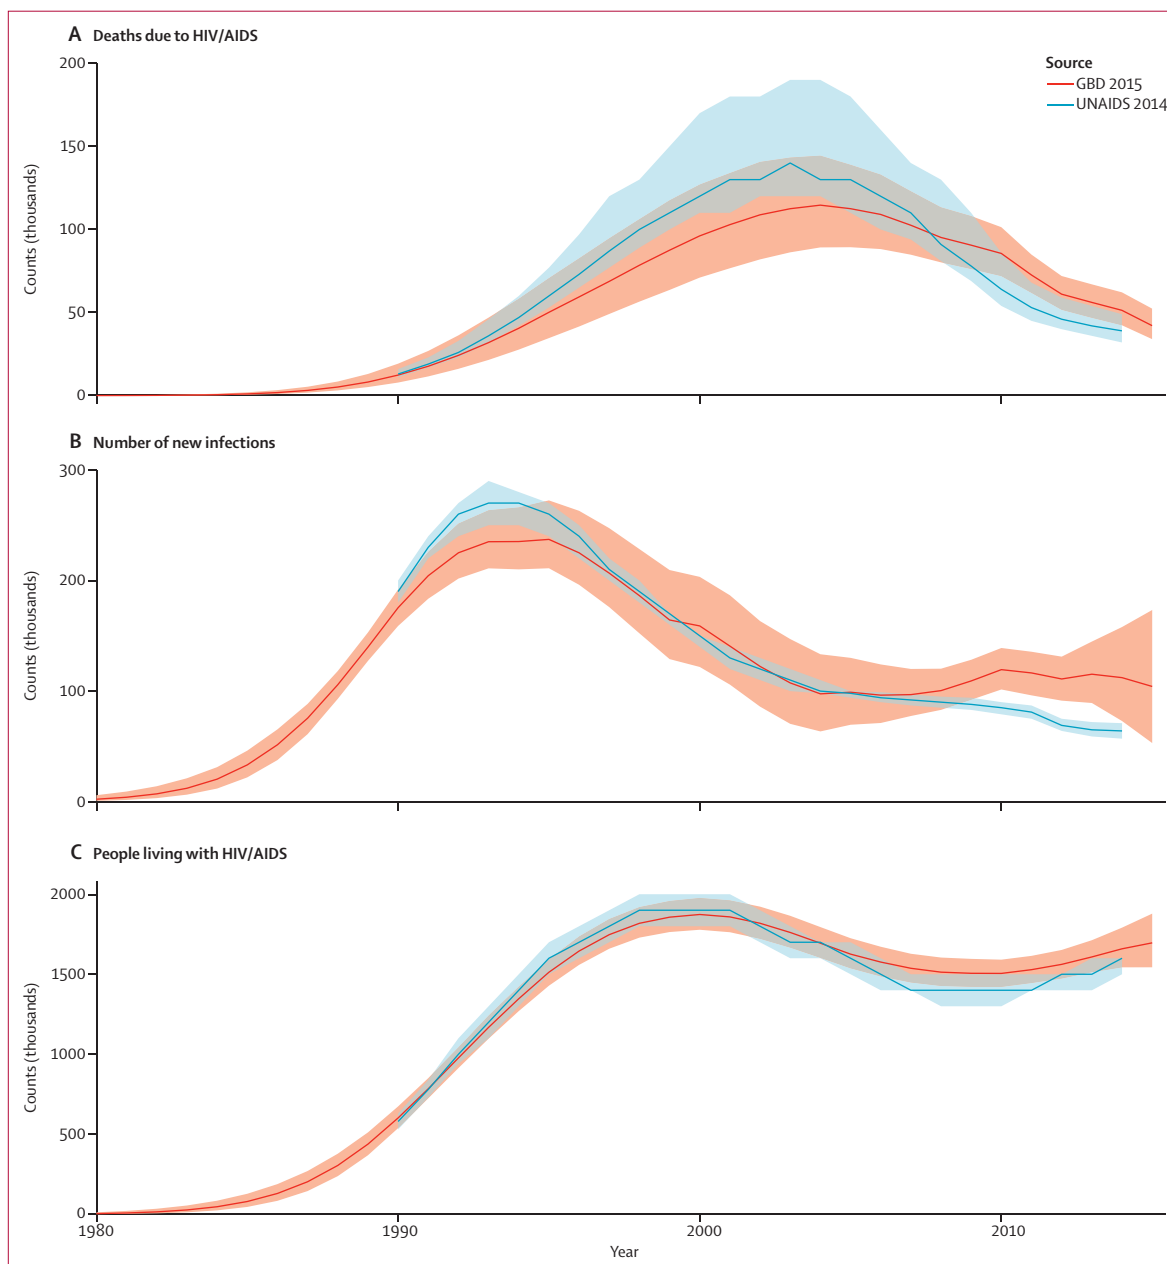 A Deaths due to HIV/AIDS
Source
GBD 2015
UNAIDS 2014
Counts (thousands)
200
150
100
50
0
B Number of new infections
Counts (thousands)
300
200
100
0
C People living with HIV/AIDS
Counts (thousands)
2000
1500
1000
500
0
1980
1990
2000
2010
Year